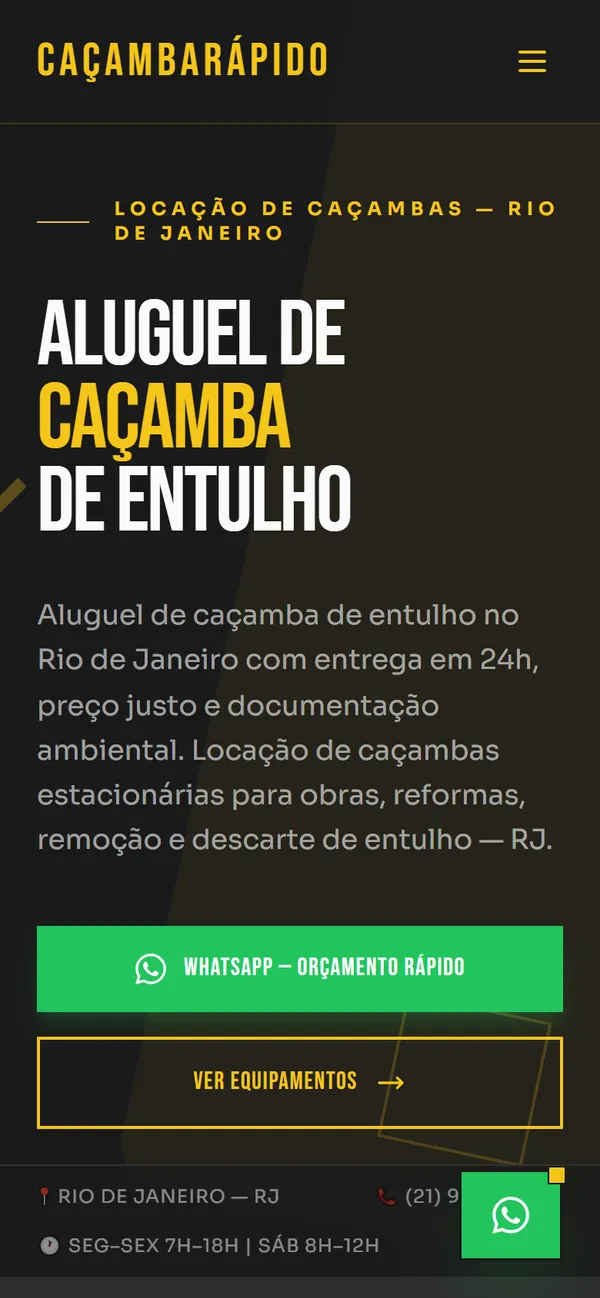 CAÇAMBARÁPIDO
LOCAÇÃO DE CAÇAMBAS — RIO
DE JANEIRO
ALUGUEL DE
CAÇAMBA
DE ENTULHO
Aluguel de caçamba de entulho no
Rio de Janeiro com entrega em 24h,
preço justo e documentação
ambiental. Locação de caçambas
estacionárias para obras, reformas,
remoção e descarte de entulho — RJ.
WHATSAPP — ORÇAMENTO RÁPIDO
VER EQUIPAMENTOS →
RIO DE JANEIRO — RJ (21) 9
SEG–SEX 7H–18H | SÁB 8H–12H